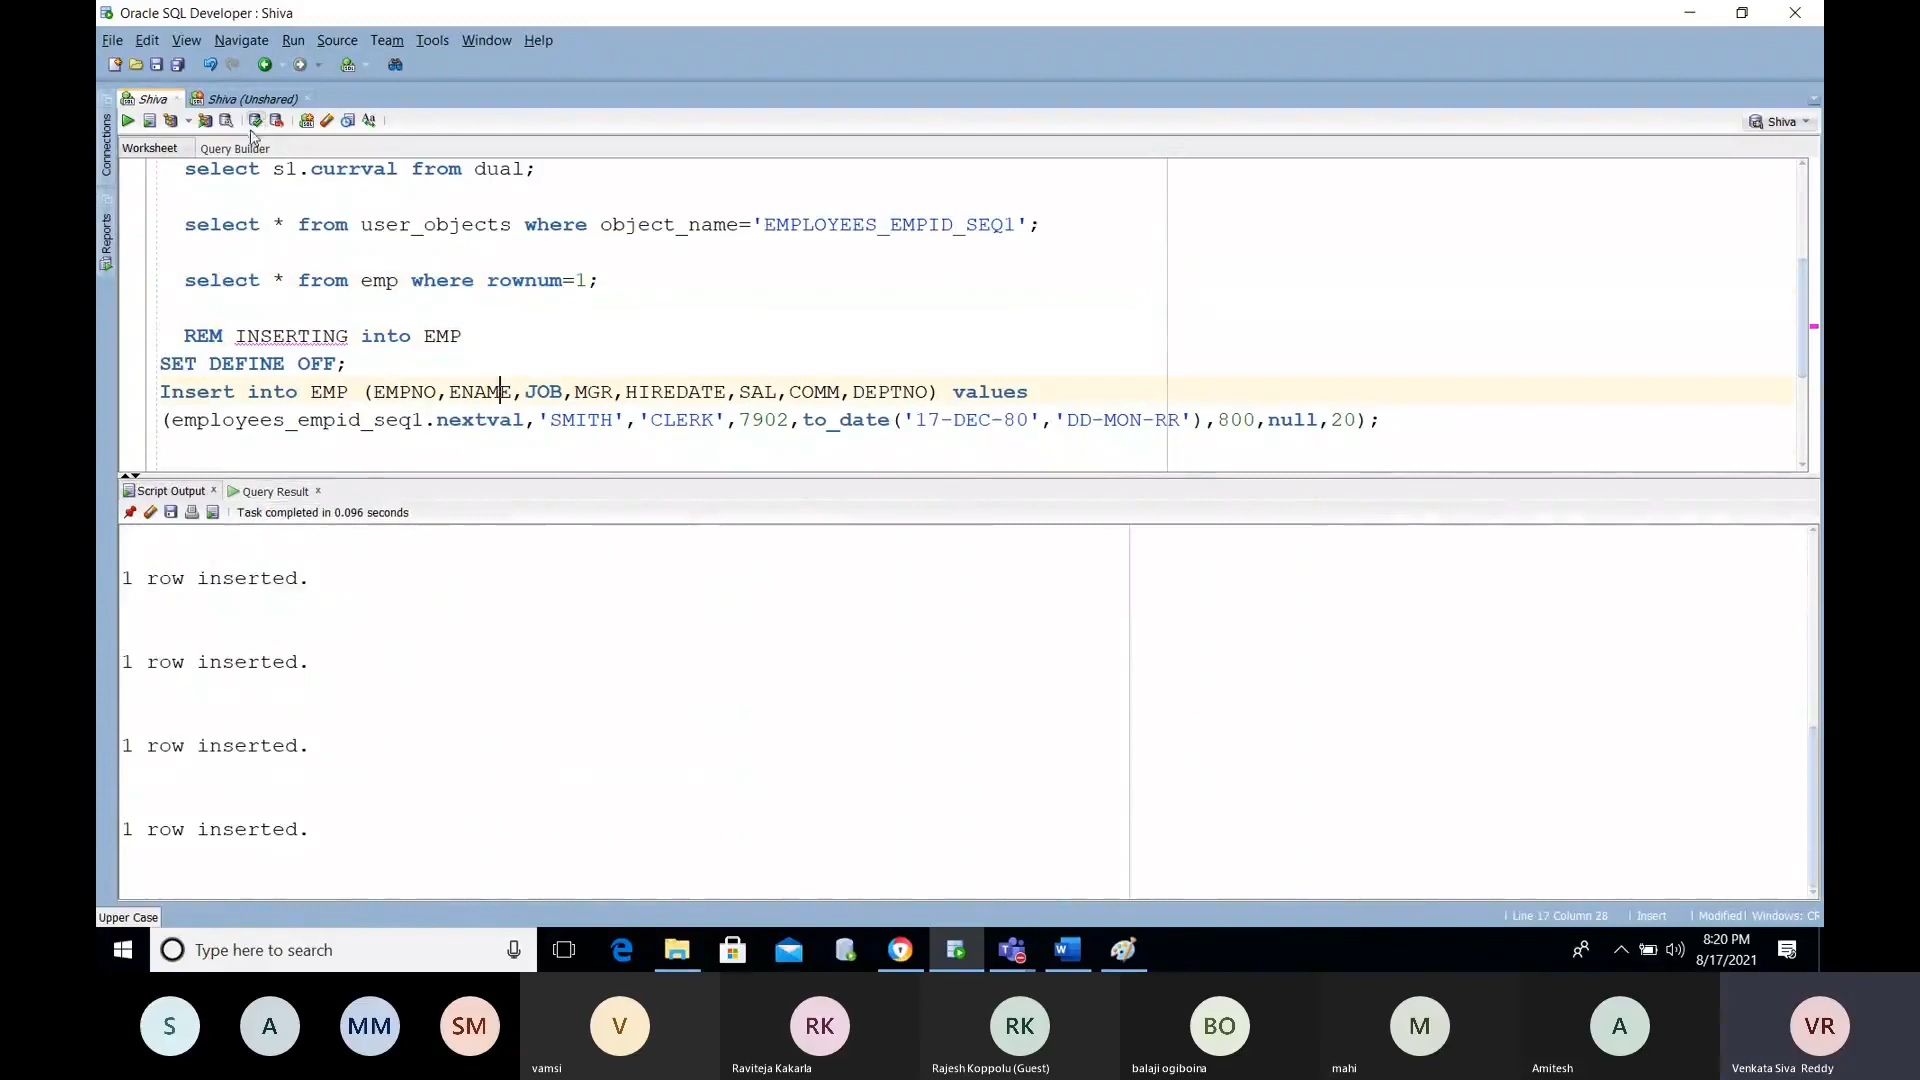 Oracle SQL Developer : Shiva
File Edit View Navigate Run Source Team Tools Window Help
Shiva Shiva (Unshared)
Shiva
Worksheet Query Builder
Connections
Reports
select s1.currval from dual;
select * from user_objects where object_name='EMPLOYEES_EMPID_SEQ1';
select * from emp where rownum=1;
REM INSERTING into EMP
SET DEFINE OFF;
Insert into EMP (EMPNO,ENAME,JOB,MGR,HIREDATE,SAL,COMM,DEPTNO) values
(employees_empid_seq1.nextval,'SMITH','CLERK',7902,to_date('17-DEC-80','DD-MON-RR'),800,null,20);
Script Output x Query Result x
Task completed in 0.096 seconds
1 row inserted.
1 row inserted.
1 row inserted.
1 row inserted.
Upper Case
Line 17 Column 28 Insert Modified Windows: CR
Type here to search
8:20 PM
8/17/2021
S A MM SM V RK RK BO M A VR
vamsi Raviteja Kakarla Rajesh Koppolu (Guest) balaji ogiboina mahi Amitesh Venkata Siva Reddy